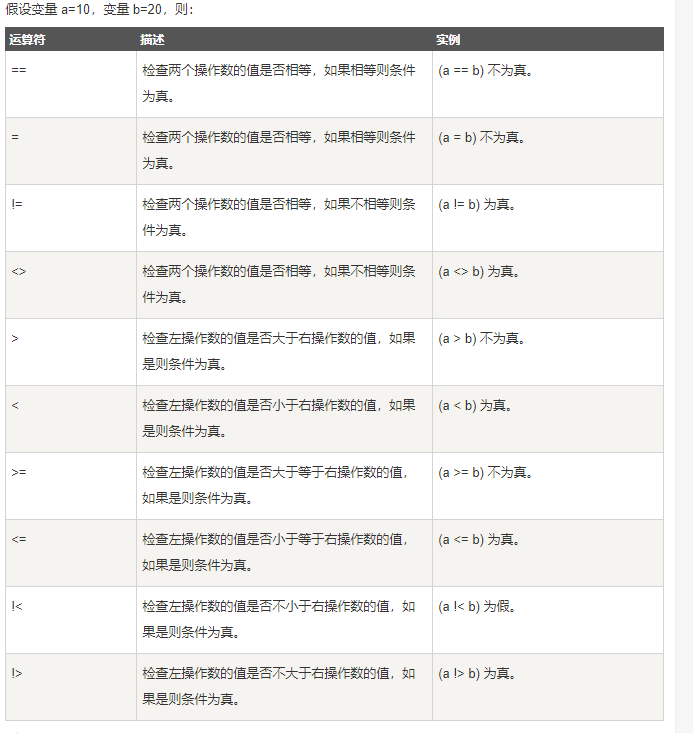 假设变量 a=10，变量 b=20，则：
运算符 描述 实例
== 检查两个操作数的值是否相等，如果相等则条件 (a == b) 不为真。
为真。
= 检查两个操作数的值是否相等，如果相等则条件 (a = b) 不为真。
为真。
!= 检查两个操作数的值是否相等，如果不相等则条 (a != b) 为真。
件为真。
<> 检查两个操作数的值是否相等，如果不相等则条 (a <> b) 为真。
件为真。
> 检查左操作数的值是否大于右操作数的值，如果 (a > b) 不为真。
是则条件为真。
< 检查左操作数的值是否小于右操作数的值，如果 (a < b) 为真。
是则条件为真。
>= 检查左操作数的值是否大于等于右操作数的值， (a >= b) 不为真。
如果是则条件为真。
<= 检查左操作数的值是否小于等于右操作数的值， (a <= b) 为真。
如果是则条件为真。
!< 检查左操作数的值是否不小于右操作数的值，如 (a !< b) 为假。
果是则条件为真。
!> 检查左操作数的值是否不大于右操作数的值，如 (a !> b) 为真。
果是则条件为真。